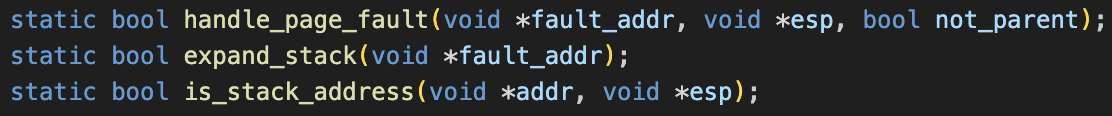 static bool handle_page_fault(void *fault_addr, void *esp, bool not_parent);
static bool expand_stack(void *fault_addr);
static bool is_stack_address(void *addr, void *esp);